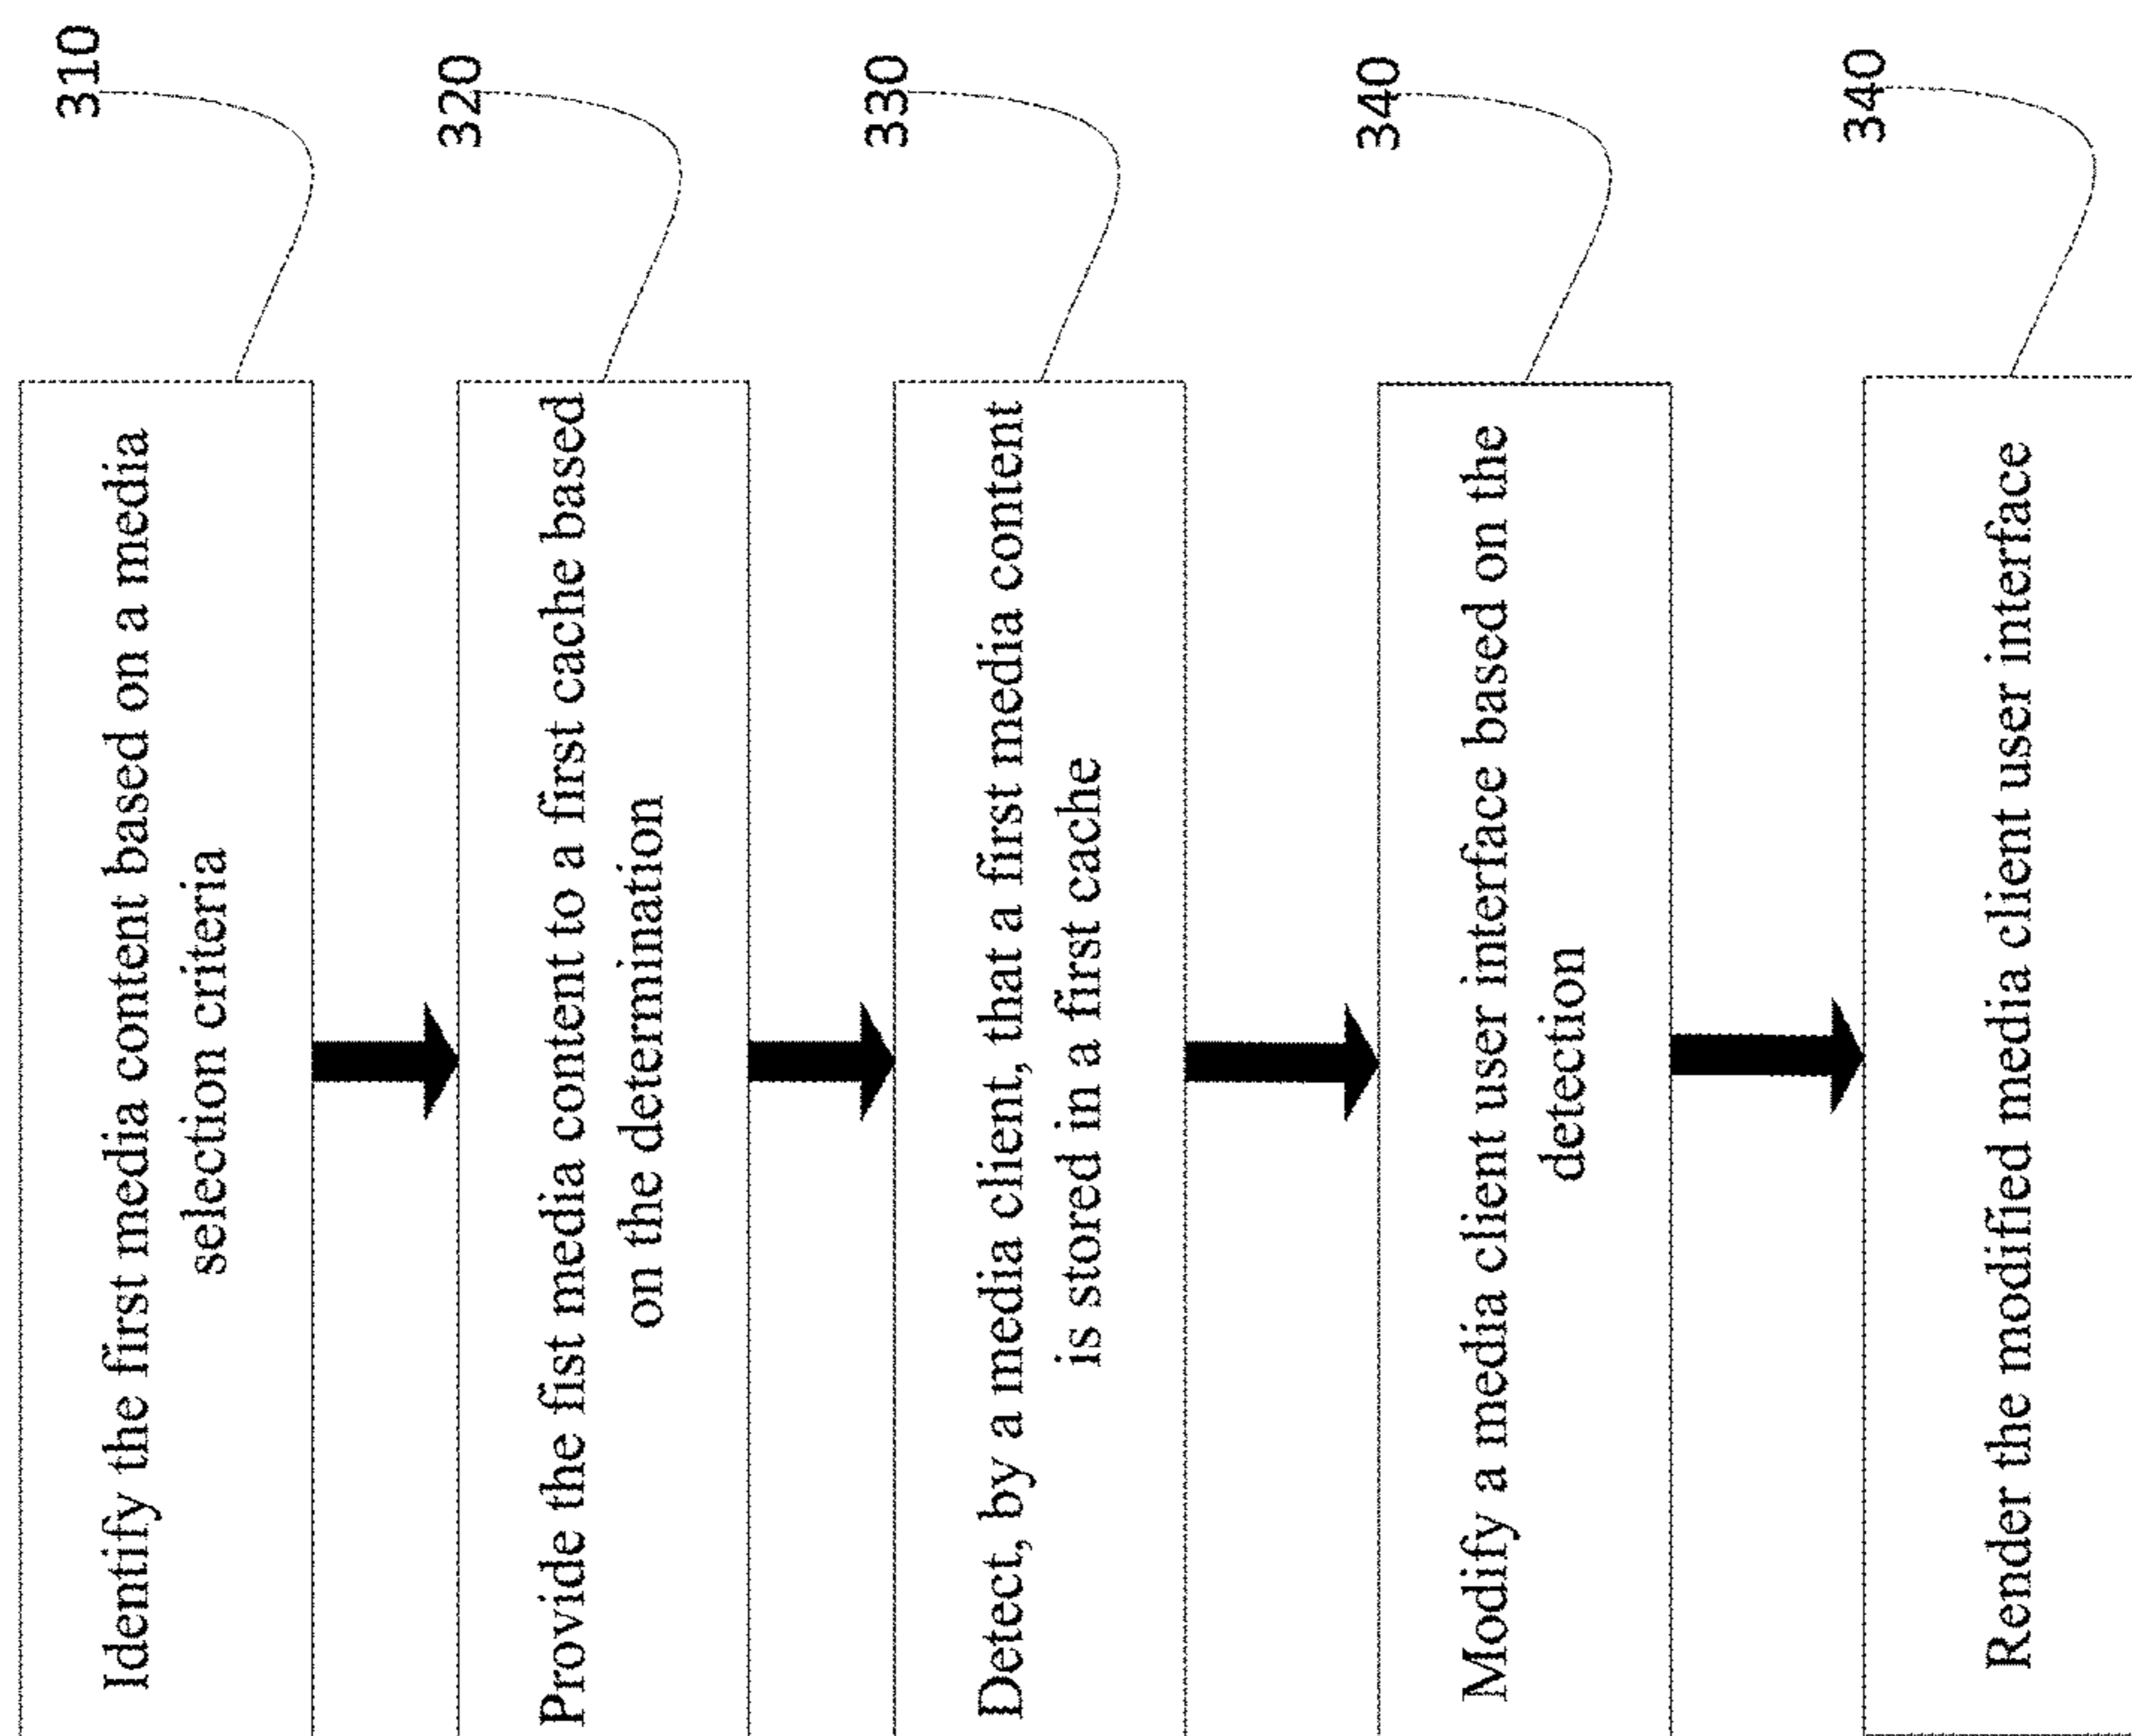 Identify the first media content based on a media
selection criteria
310
Provide the fist media content to a first cache based
on the determination
320
Detect, by a media client, that a first media content
is stored in a first cache
330
Modify a media client user interface based on the
detection
340
Render the modified media client user interface
340